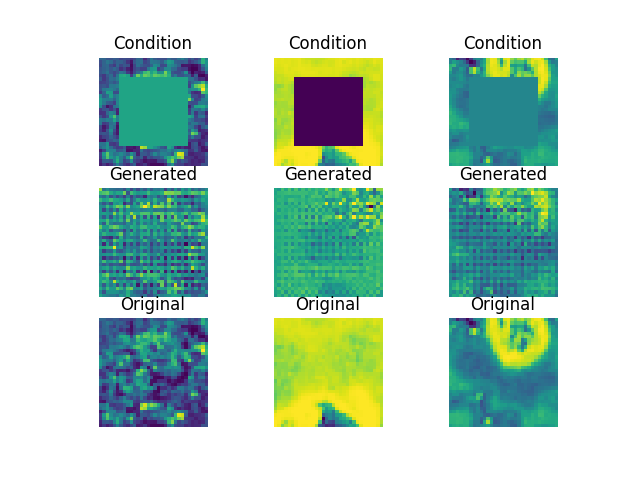 Condition Condition Condition
Generated Generated Generated
Original Original Original